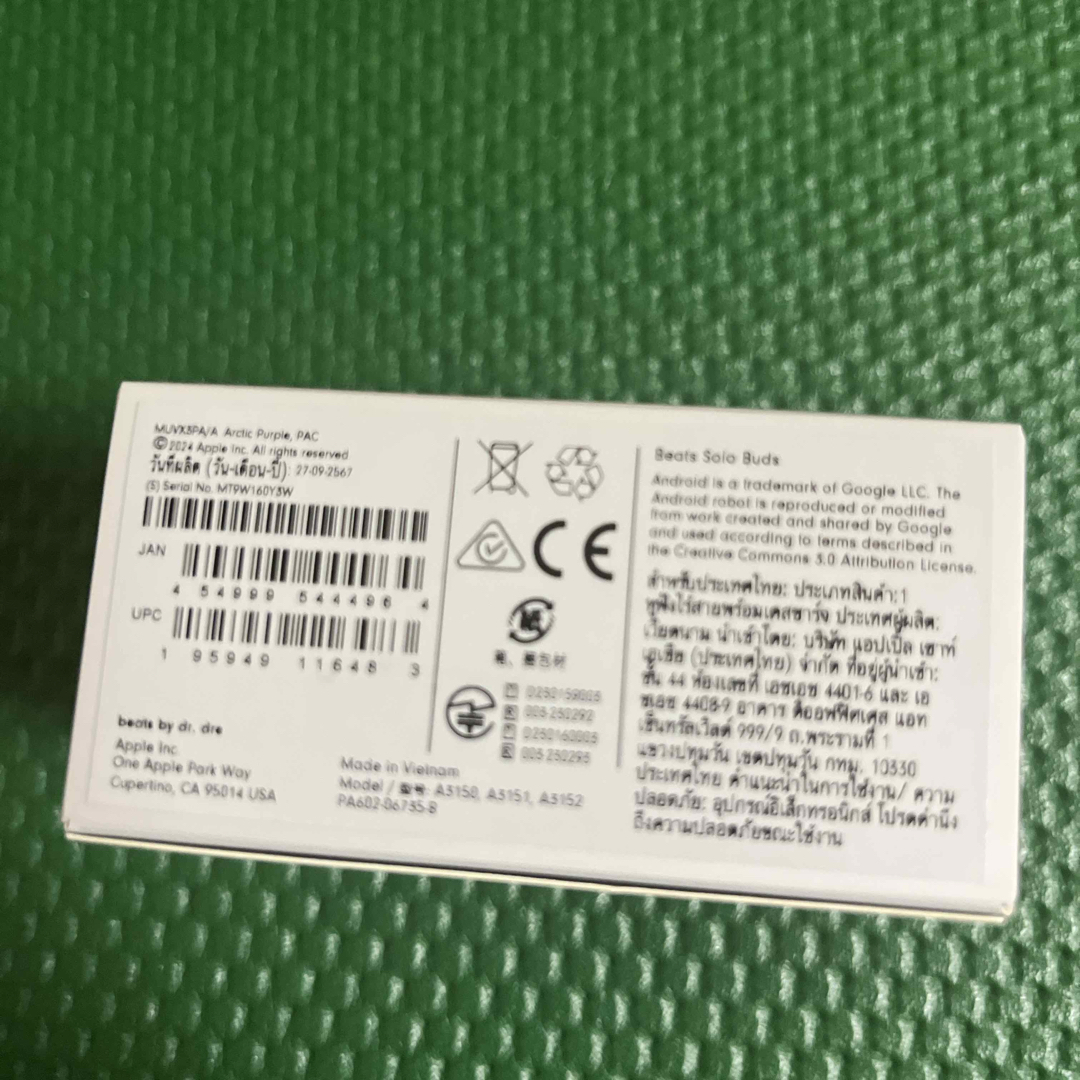 MUVX3PA/A Arctic Purple, PAC
©2024 Apple Inc. All rights reserved
วันที่ผลิต (วัน-เดือน-ปี): 27-09-2567
(S) Serial No. MT9W160Y3W
JAN
4 54999 544496 4
UPC
1 95949 11648 3
beats by dr. dre
Apple Inc.
One Apple Park Way
Cupertino, CA 95014 USA
Made in Vietnam
Model / 型号: A3150, A3151, A3152
PA602-06735-B
CE
D250159005
005-250292
D250160005
005-250293
Beats Solo Buds
Android is a trademark of Google LLC. The
Android robot is reproduced or modified
from work created and shared by Google
and used according to terms described in
the Creative Commons 3.0 Attribution License.
สำหรับประเทศไทย: ประเภทสินค้า: 1
หูฟังไร้สายพร้อมเคสชาร์จ ประเทศผู้ผลิต:
เวียดนาม นำเข้าโดย: บริษัท แอปเปิล เซาท์
เอเชีย (ประเทศไทย) จำกัด ที่อยู่ผู้นำเข้า:
ชั้น 44 ห้องเลขที่ เอชเอช 4401-6 และ เอ
ชเอช 4408-9 อาคาร ดิออฟฟิศเศส แอท
เซ็นทรัลเวิลด์ 999/9 ถ.พระรามที่ 1
แขวงปทุมวัน เขตปทุมวัน กทม. 10330
ประเทศไทย คำแนะนำในการใช้งาน/ ความ
ปลอดภัย: อุปกรณ์อิเล็กทรอนิกส์ โปรดคำนึง
ถึงความปลอดภัยขณะใช้งาน